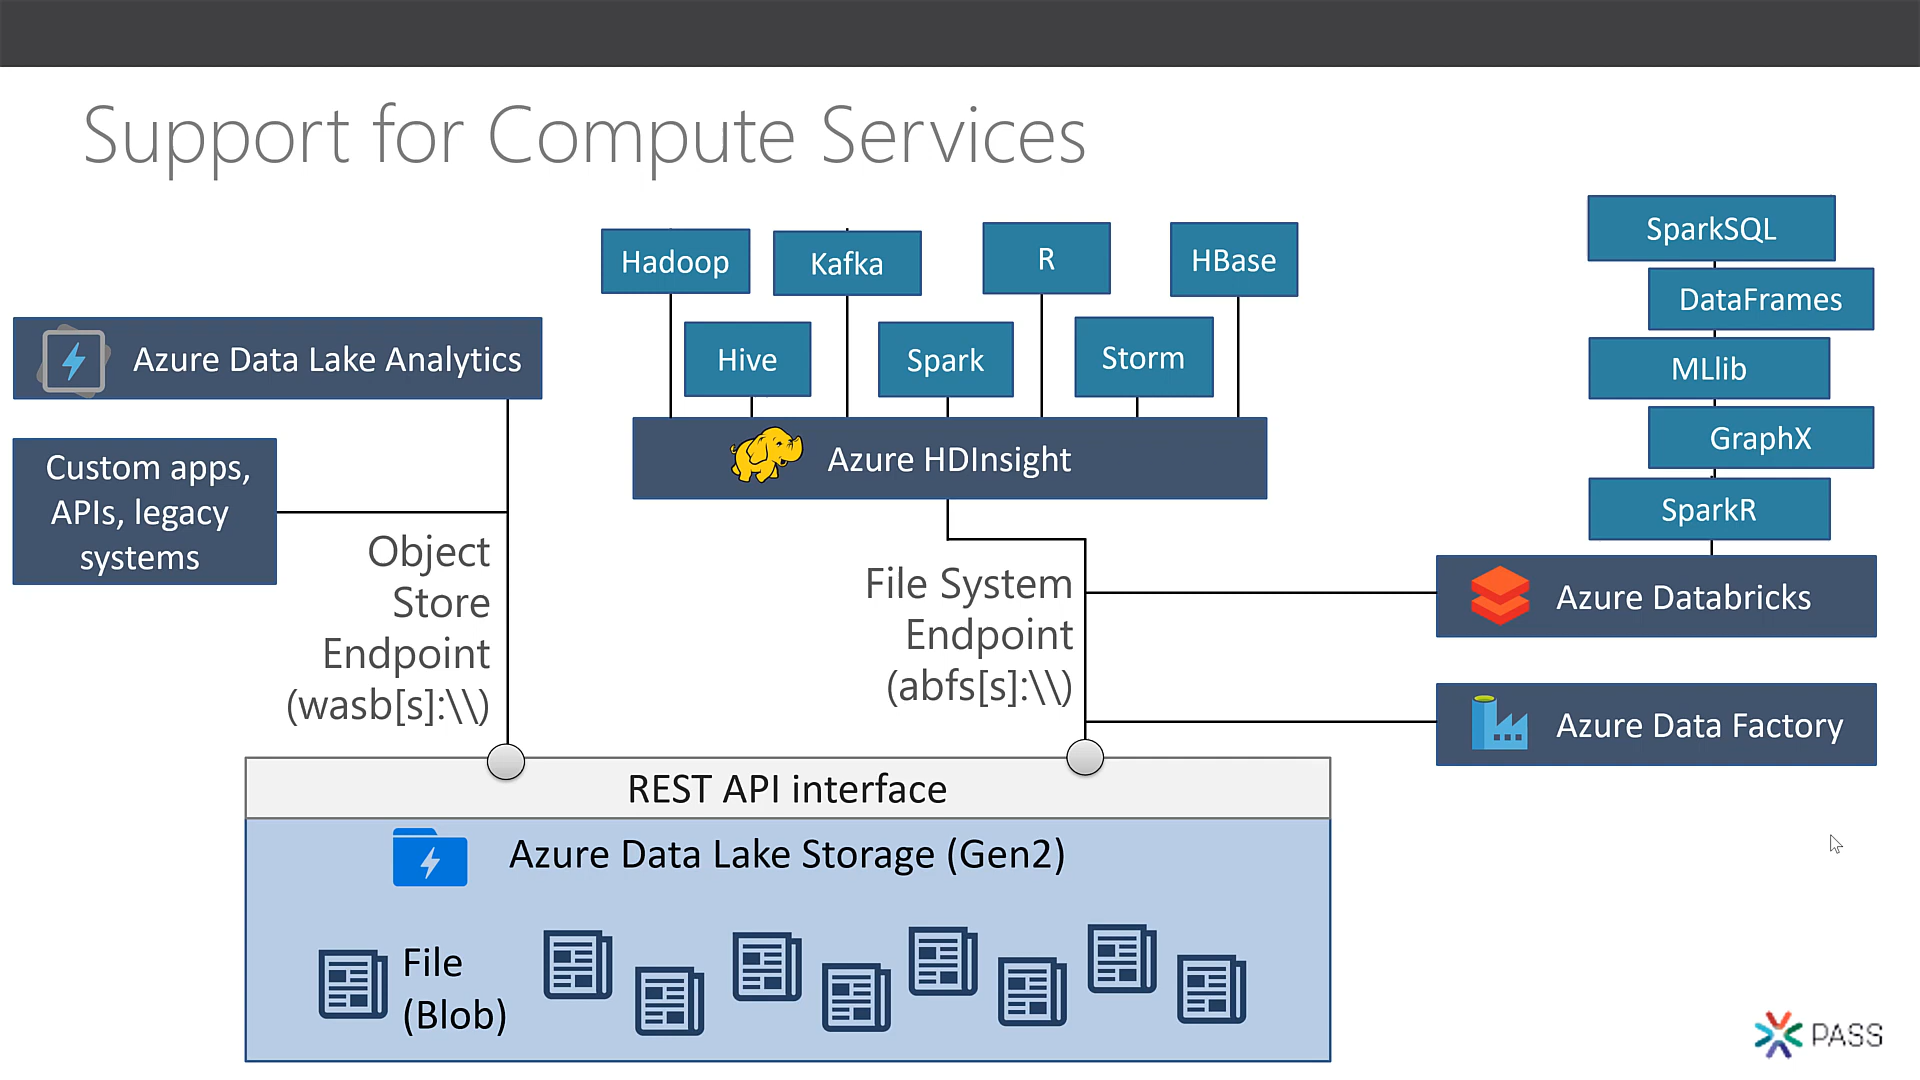 Support for Compute Services
SparkSQL
Hadoop
Kafka
R
HBase
DataFrames
Azure Data Lake Analytics
Hive
Spark
Storm
MLlib
GraphX
Custom apps,
APIs, legacy
systems
Azure HDInsight
SparkR
Object
Store
Endpoint
(wasb[s]:\\)
File System
Endpoint
(abfs[s]:\\)
Azure Databricks
Azure Data Factory
REST API interface
Azure Data Lake Storage (Gen2)
File
(Blob)
PASS